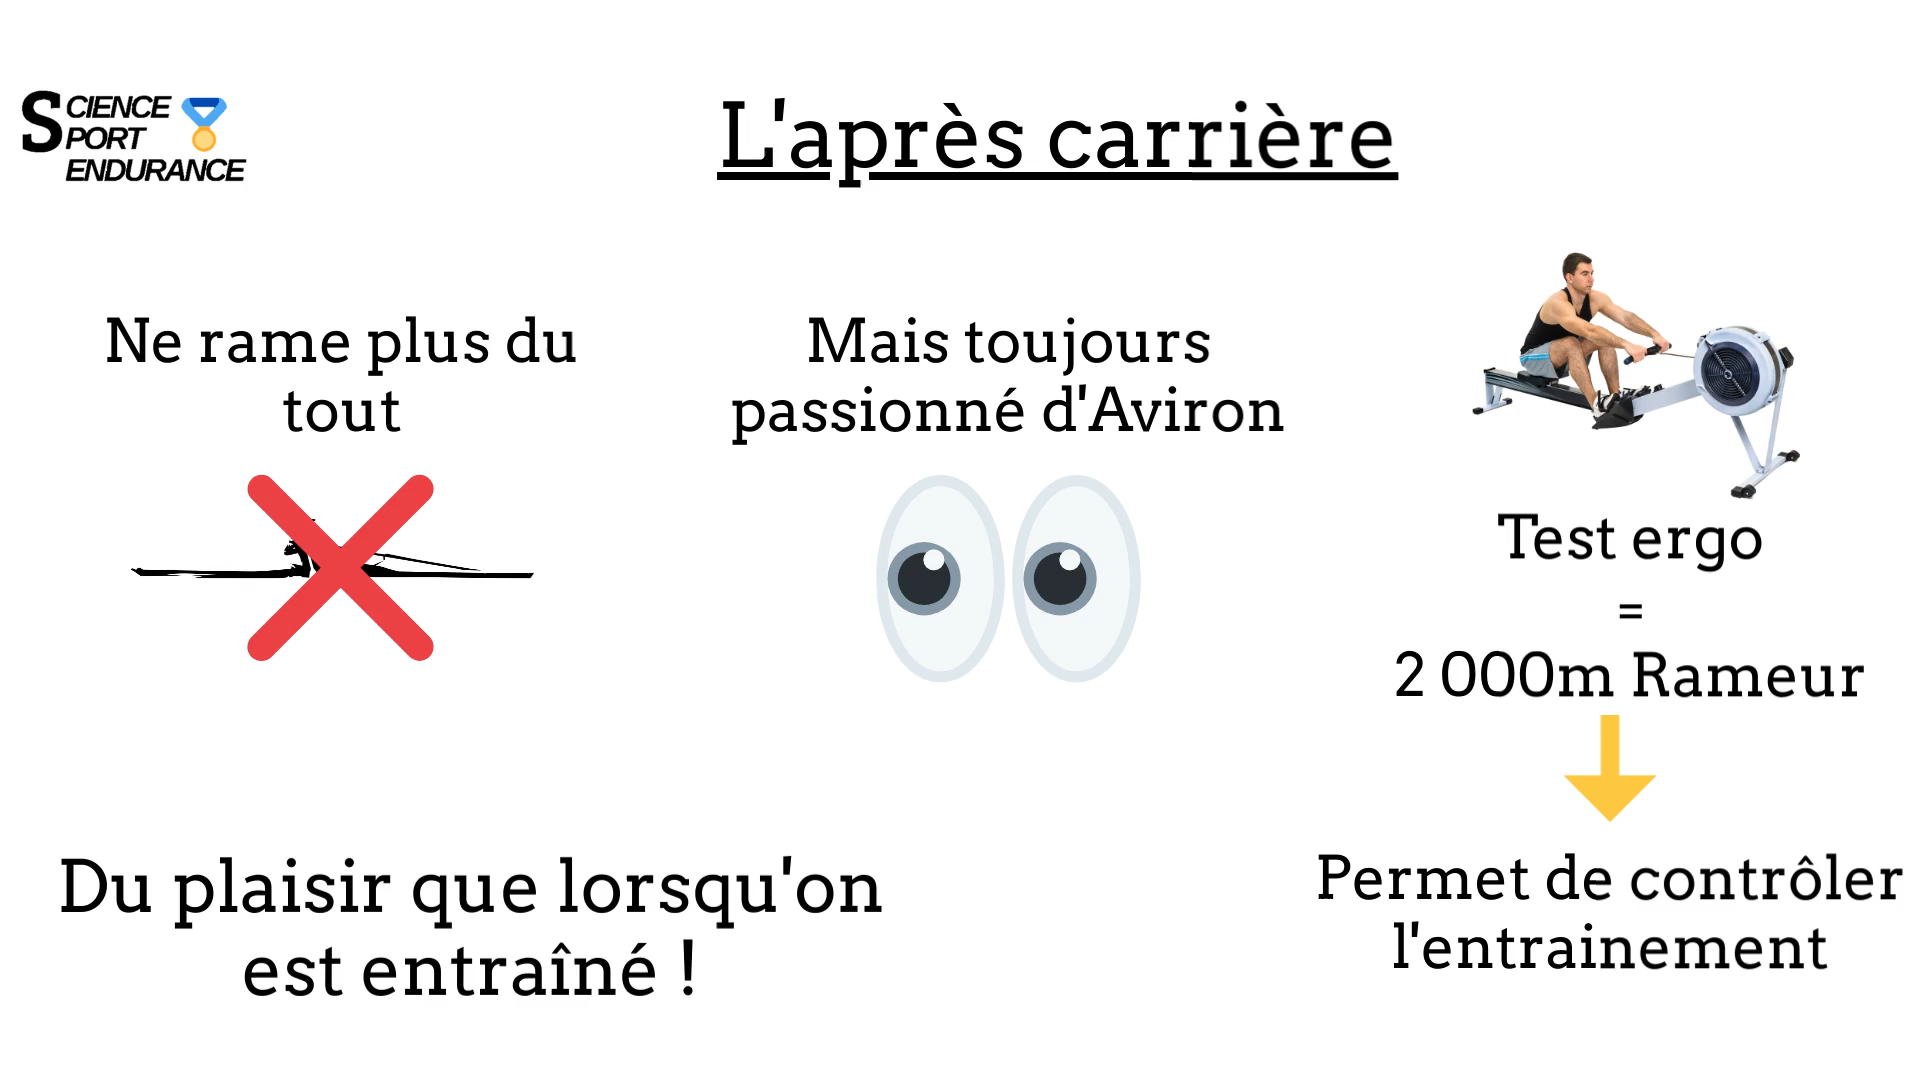 SCIENCE
SPORT
ENDURANCE
L'après carrière
Ne rame plus du
tout
Mais toujours
passionné d'Aviron
Test ergo
=
2 000m Rameur
Permet de contrôler
l'entrainement
Du plaisir que lorsqu'on
est entraîné !